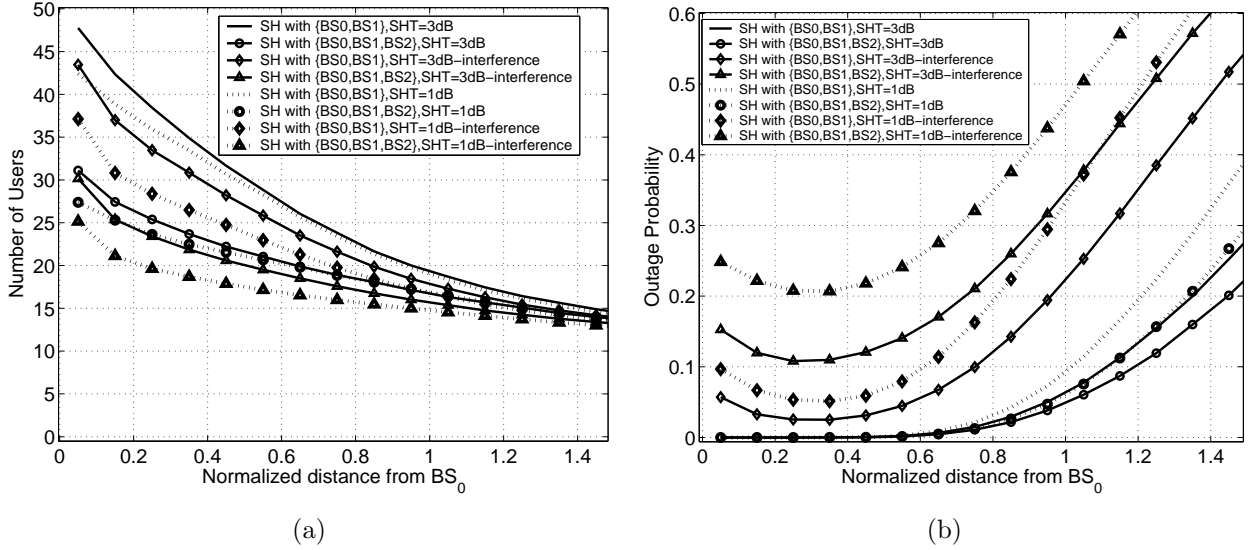 50
45
40
35
30
25
20
15
10
5
0
Number of Users
SH with {BS0,BS1},SHT=3dB
SH with {BS0,BS1,BS2},SHT=3dB
SH with {BS0,BS1},SHT=3dB−interference
SH with {BS0,BS1,BS2},SHT=3dB−interference
SH with {BS0,BS1},SHT=1dB
SH with {BS0,BS1,BS2},SHT=1dB
SH with {BS0,BS1},SHT=1dB−interference
SH with {BS0,BS1,BS2},SHT=1dB−interference
0 0.2 0.4 0.6 0.8 1 1.2 1.4
Normalized distance from BS₀
(a)
0.6
0.5
0.4
0.3
0.2
0.1
0
Outage Probability
SH with {BS0,BS1},SHT=3dB
SH with {BS0,BS1,BS2},SHT=3dB
SH with {BS0,BS1},SHT=3dB−interference
SH with {BS0,BS1,BS2},SHT=3dB−interference
SH with {BS0,BS1},SHT=1dB
SH with {BS0,BS1,BS2},SHT=1dB
SH with {BS0,BS1},SHT=1dB−interference
SH with {BS0,BS1,BS2},SHT=1dB−interference
0 0.2 0.4 0.6 0.8 1.0 1.2 1.4
Normalized distance from BS₀
(b)